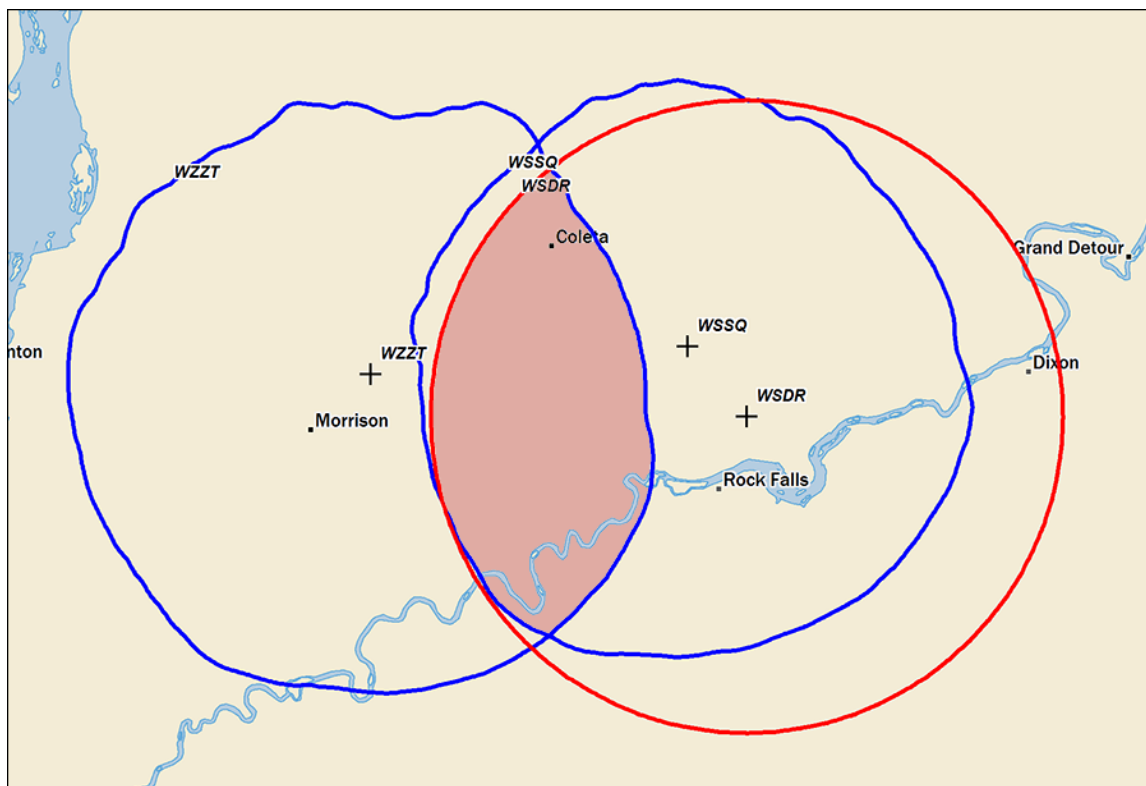 WSSQ
WZZT
WSDR
Coleta
Grand Detour
WSSQ
nton
WZZT
Dixon
WSDR
Morrison
Rock Falls